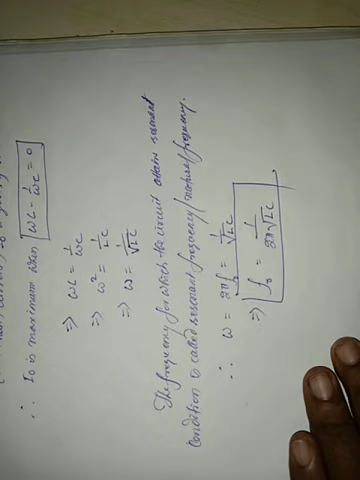 ∴ I₀ is maximum when ωL - 1/ωC = 0
⇒ ωL = 1/ωC
⇒ ω² = 1/LC
⇒ ω = 1/√LC
The frequency for which the circuit attains resonant
condition is called resonant frequency / natural frequency.
∴ ω = 2πf₀ = 1/√LC
⇒ f₀ = 1/2π√LC